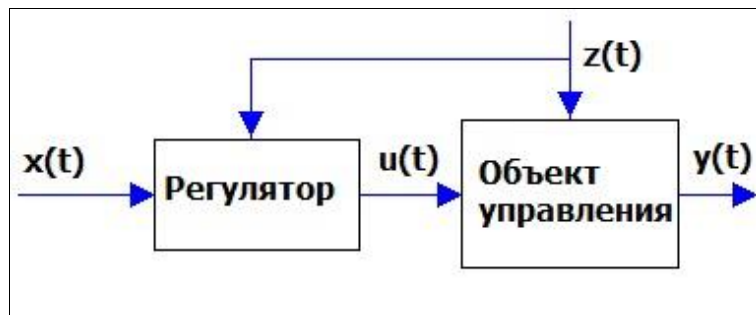 z(t)
x(t)
Регулятор
u(t)
Объект
управления
y(t)